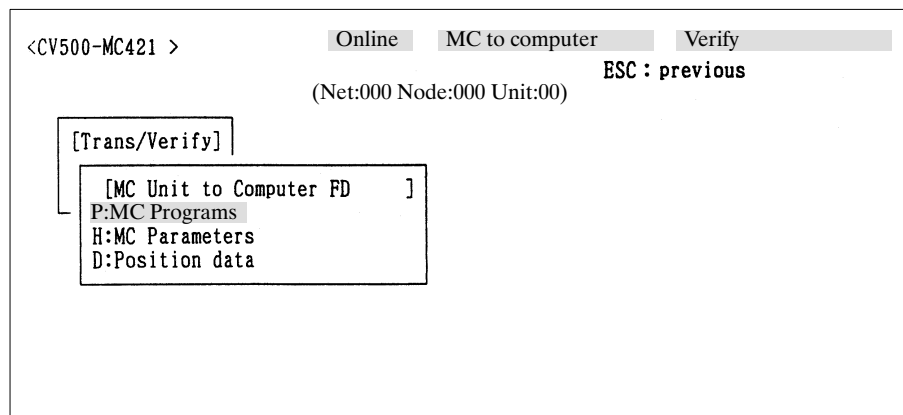 <CV500-MC421 > Online MC to computer Verify
ESC : previous
(Net:000 Node:000 Unit:00)
[Trans/Verify]
[MC Unit to Computer FD ]
P:MC Programs
H:MC Parameters
D:Position data